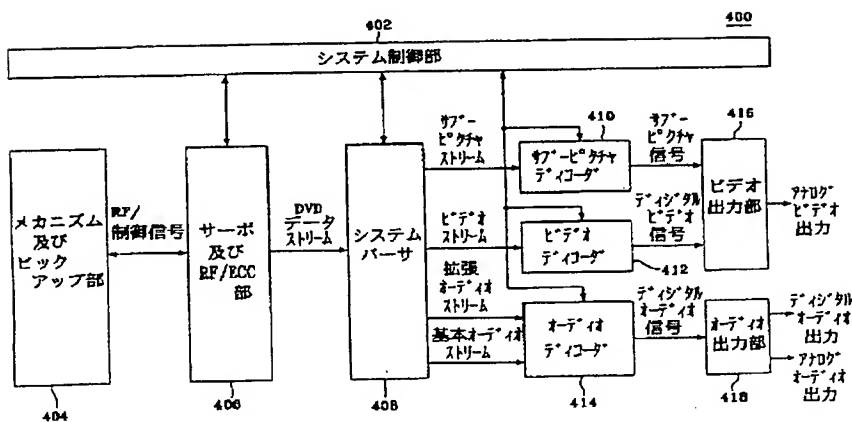 400
402
システム制御部
メカニズム
及び
ピック
アップ部
404
RF/
制御信号
サーボ
及び
RF/ECC
部
406
DVD
データ
ストリーム
システム
パーサ
408
サブー
ピクチャ
ストリーム
ビデオ
ストリーム
拡張
オーディオ
ストリーム
基本オーディオ
ストリーム
410
サブーピクチャ
ディコーダ
ビデオ
ディコーダ
412
オーディオ
ディコーダ
414
サブー
ピクチャ
信号
ディジタル
ビデオ
信号
ディジタル
オーディオ
信号
416
ビデオ
出力部
アナログ
ビデオ
出力
オーディオ
出力部
418
ディジタル
オーディオ
出力
アナログ
オーディオ
出力